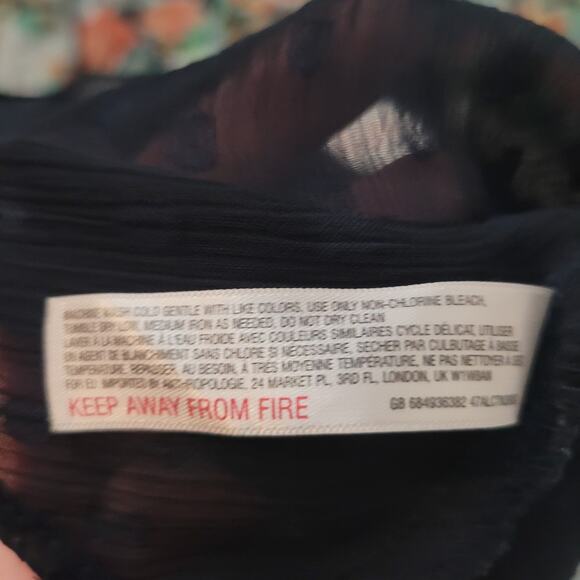 MACHINE WASH COLD GENTLE WITH LIKE COLORS, USE ONLY NON-CHLORINE BLEACH,
TUMBLE DRY LOW, MEDIUM IRON AS NEEDED, DO NOT DRY CLEAN
LAVER À LA MACHINE À L'EAU FROIDE AVEC COULEURS SIMILAIRES CYCLE DÉLICAT, UTILISER
UN AGENT DE BLANCHIMENT SANS CHLORE SI NÉCESSAIRE, SECHER PAR CULBUTAGE À BASSE
TEMPÉRATURE, REPASSER, AU BESOIN, À TRÈS MOYENNE TEMPÉRATURE, NE PAS NETTOYER À SEC
FOR EU IMPORTED BY ANTHROPOLOGIE, 24 MARKET PL, 3RD FL, LONDON, UK W1W8AM
KEEP AWAY FROM FIRE
GB 684936382